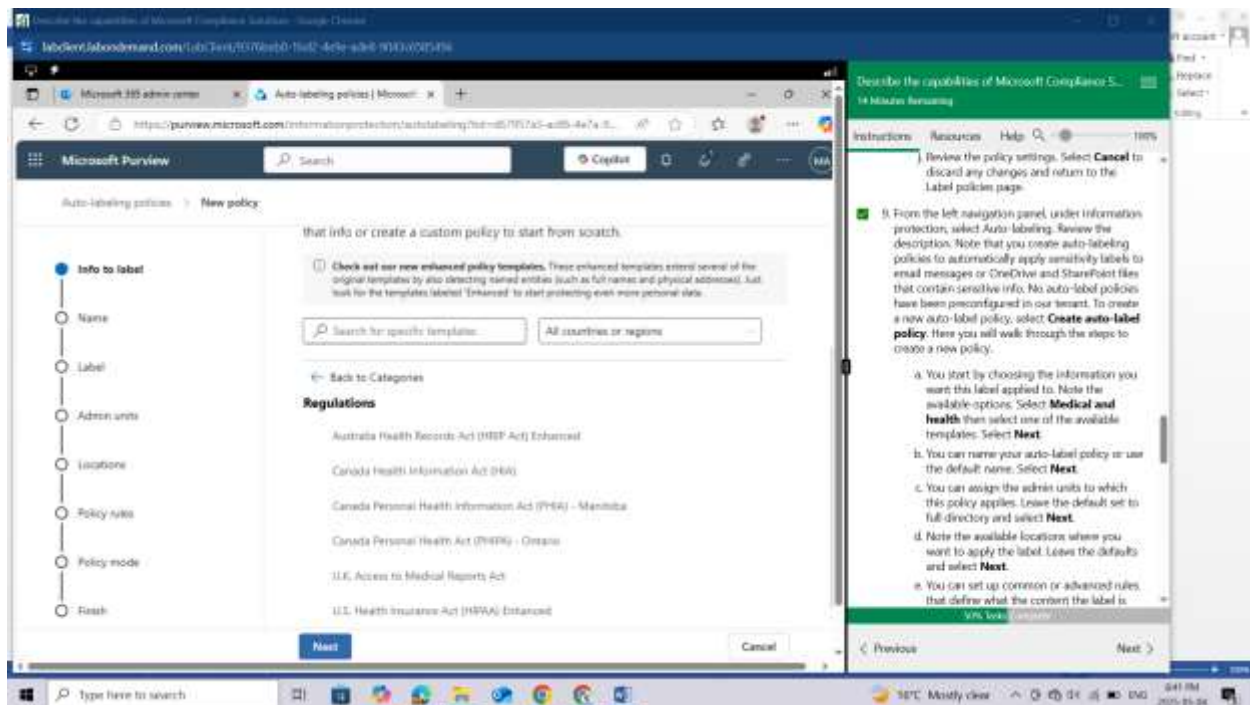 Describe the capabilities of Microsoft Compliance Solutions - Google Chrome
Microsoft 365 admin center
Auto-labeling policies | Microsof
Microsoft Purview
Search
Copilot
MA
Auto-labeling policies > New policy
Info to label
Name
Label
Admin units
Locations
Policy rules
Policy mode
Finish
that info or create a custom policy to start from scratch.
Check out our new enhanced policy templates. These enhanced templates extend several of the
original templates by also detecting named entities (such as full names and physical addresses). Just
look for the templates labeled 'Enhanced' to start protecting even more personal data.
Search for specific templates
All countries or regions
Back to Categories
Regulations
Australia Health Records Act (HRIP Act) Enhanced
Canada Health Information Act (HIA)
Canada Personal Health Information Act (PHIA) - Manitoba
Canada Personal Health Act (PHIPA) - Ontario
U.K. Access to Medical Reports Act
U.S. Health Insurance Act (HIPAA) Enhanced
Next
Cancel
Describe the capabilities of Microsoft Compliance S...
14 Minutes Remaining
Instructions Resources Help 100%
j. Review the policy settings. Select Cancel to
discard any changes and return to the
Label policies page.
9. From the left navigation panel, under information
protection, select Auto-labeling. Review the
description. Note that you create auto-labeling
policies to automatically apply sensitivity labels to
email messages or OneDrive and SharePoint files
that contain sensitive info. No auto-label policies
have been preconfigured in our tenant. To create
a new auto-label policy, select Create auto-label
policy. Here you will walk through the steps to
create a new policy.
a. You start by choosing the information you
want this label applied to. Note the
available options. Select Medical and
health then select one of the available
templates. Select Next.
b. You can name your auto-label policy or use
the default name. Select Next.
c. You can assign the admin units to which
this policy applies. Leave the default set to
full directory and select Next.
d. Note the available locations where you
want to apply the label. Leave the defaults
and select Next.
e. You can set up common or advanced rules
that define what the content the label is
50% Tasks Complete
< Previous
Next >
Find
Replace
Select
Type here to search
Mostly clear
ENG
6:41 PM